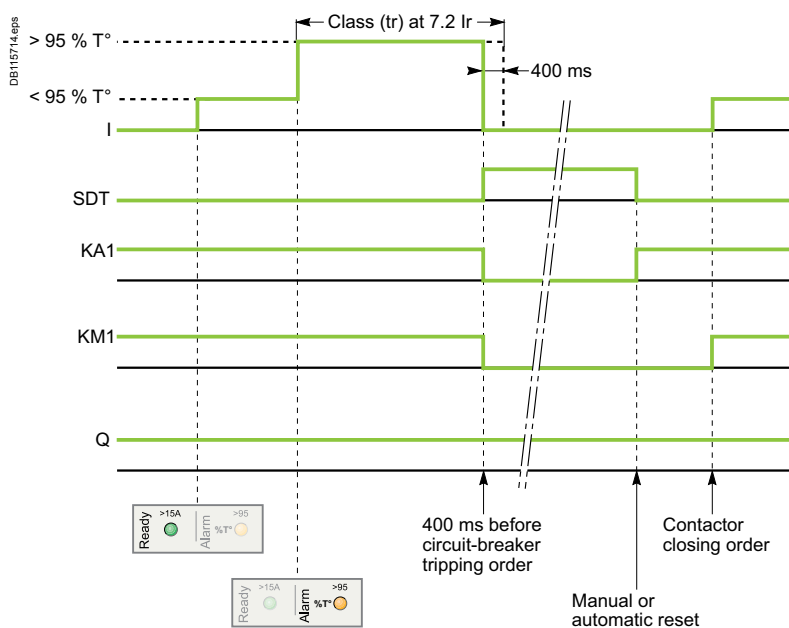 DB115714.eps
Class (tr) at 7.2 Ir
> 95 % T°
400 ms
< 95 % T°
I
SDT
KA1
KM1
Q
Ready
>15A
Alarm
%T°
>95
Ready
>15A
Alarm
%T°
>95
400 ms before
circuit-breaker
tripping order
Contactor
closing order
Manual or
automatic reset